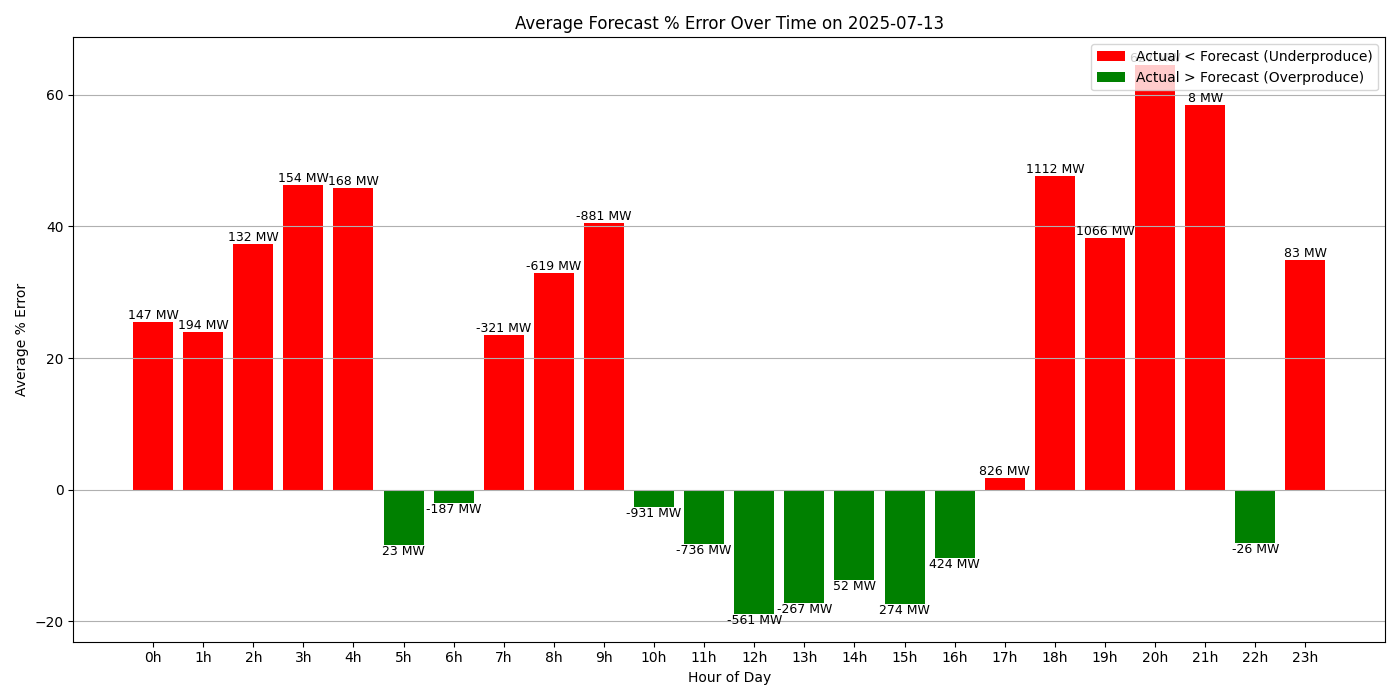 Average Forecast % Error Over Time on 2025-07-13
Actual < Forecast (Underproduce)
Actual > Forecast (Overproduce)
Average % Error
60
40
20
0
−20
147 MW
194 MW
132 MW
154 MW
168 MW
23 MW
-187 MW
-321 MW
-619 MW
-881 MW
-931 MW
-736 MW
-561 MW
-267 MW
52 MW
274 MW
424 MW
826 MW
1112 MW
1066 MW
8 MW
-26 MW
83 MW
0h 1h 2h 3h 4h 5h 6h 7h 8h 9h 10h 11h 12h 13h 14h 15h 16h 17h 18h 19h 20h 21h 22h 23h
Hour of Day